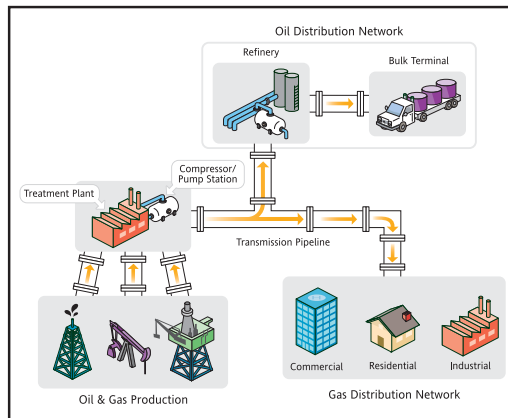 Oil Distribution Network
Refinery
Bulk Terminal
Compressor/
Pump Station
Treatment Plant
Transmission Pipeline
Commercial
Residential
Industrial
Oil & Gas Production
Gas Distribution Network